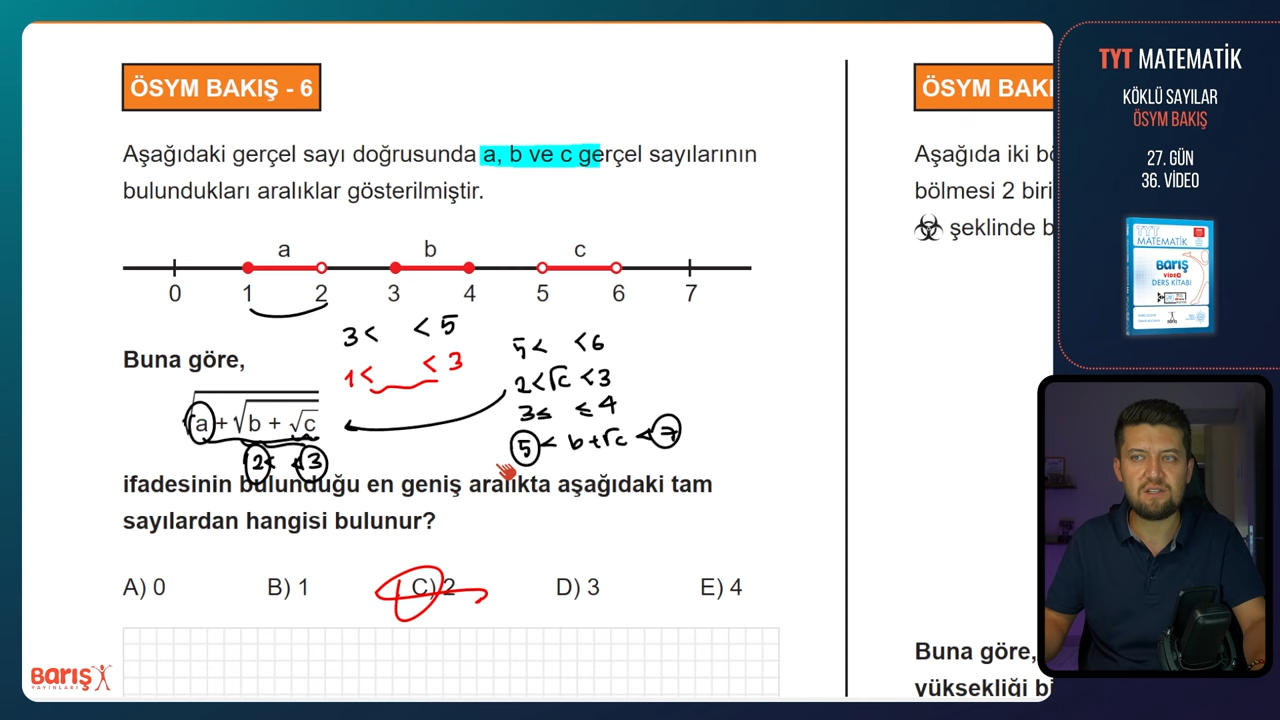 ÖSYM BAKIŞ - 6
Aşağıdaki gerçel sayı doğrusunda a, b ve c gerçel sayılarının
bulundukları aralıklar gösterilmiştir.
a b c
0 1 2 3 4 5 6 7
3 < < 5
1 < < 3
5 < < 6
2 < √c < 3
3 ≤ ≤ 4
5 < b + √c < 7
Buna göre,
√a + √b + √c
2 < < 3
ifadesinin bulunduğu en geniş aralıkta aşağıdaki tam
sayılardan hangisi bulunur?
A) 0 B) 1 C) 2 D) 3 E) 4
BARIŞ
YAYINLARI
ÖSYM BAKI
Aşağıda iki b
bölmesi 2 biri
şeklinde b
Buna göre,
yüksekliği bi
TYT MATEMATİK
KÖKLÜ SAYILAR
ÖSYM BAKIŞ
27. GÜN
36. VİDEO
TYT
MATEMATİK
BARIŞ
VİDEO
DERS KİTABI